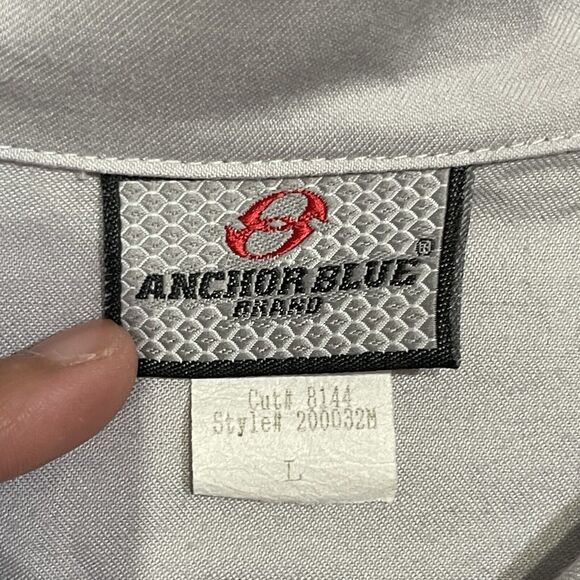 ANCHOR BLUE®
BRAND
Cut# 8144
Style# 200032M
L